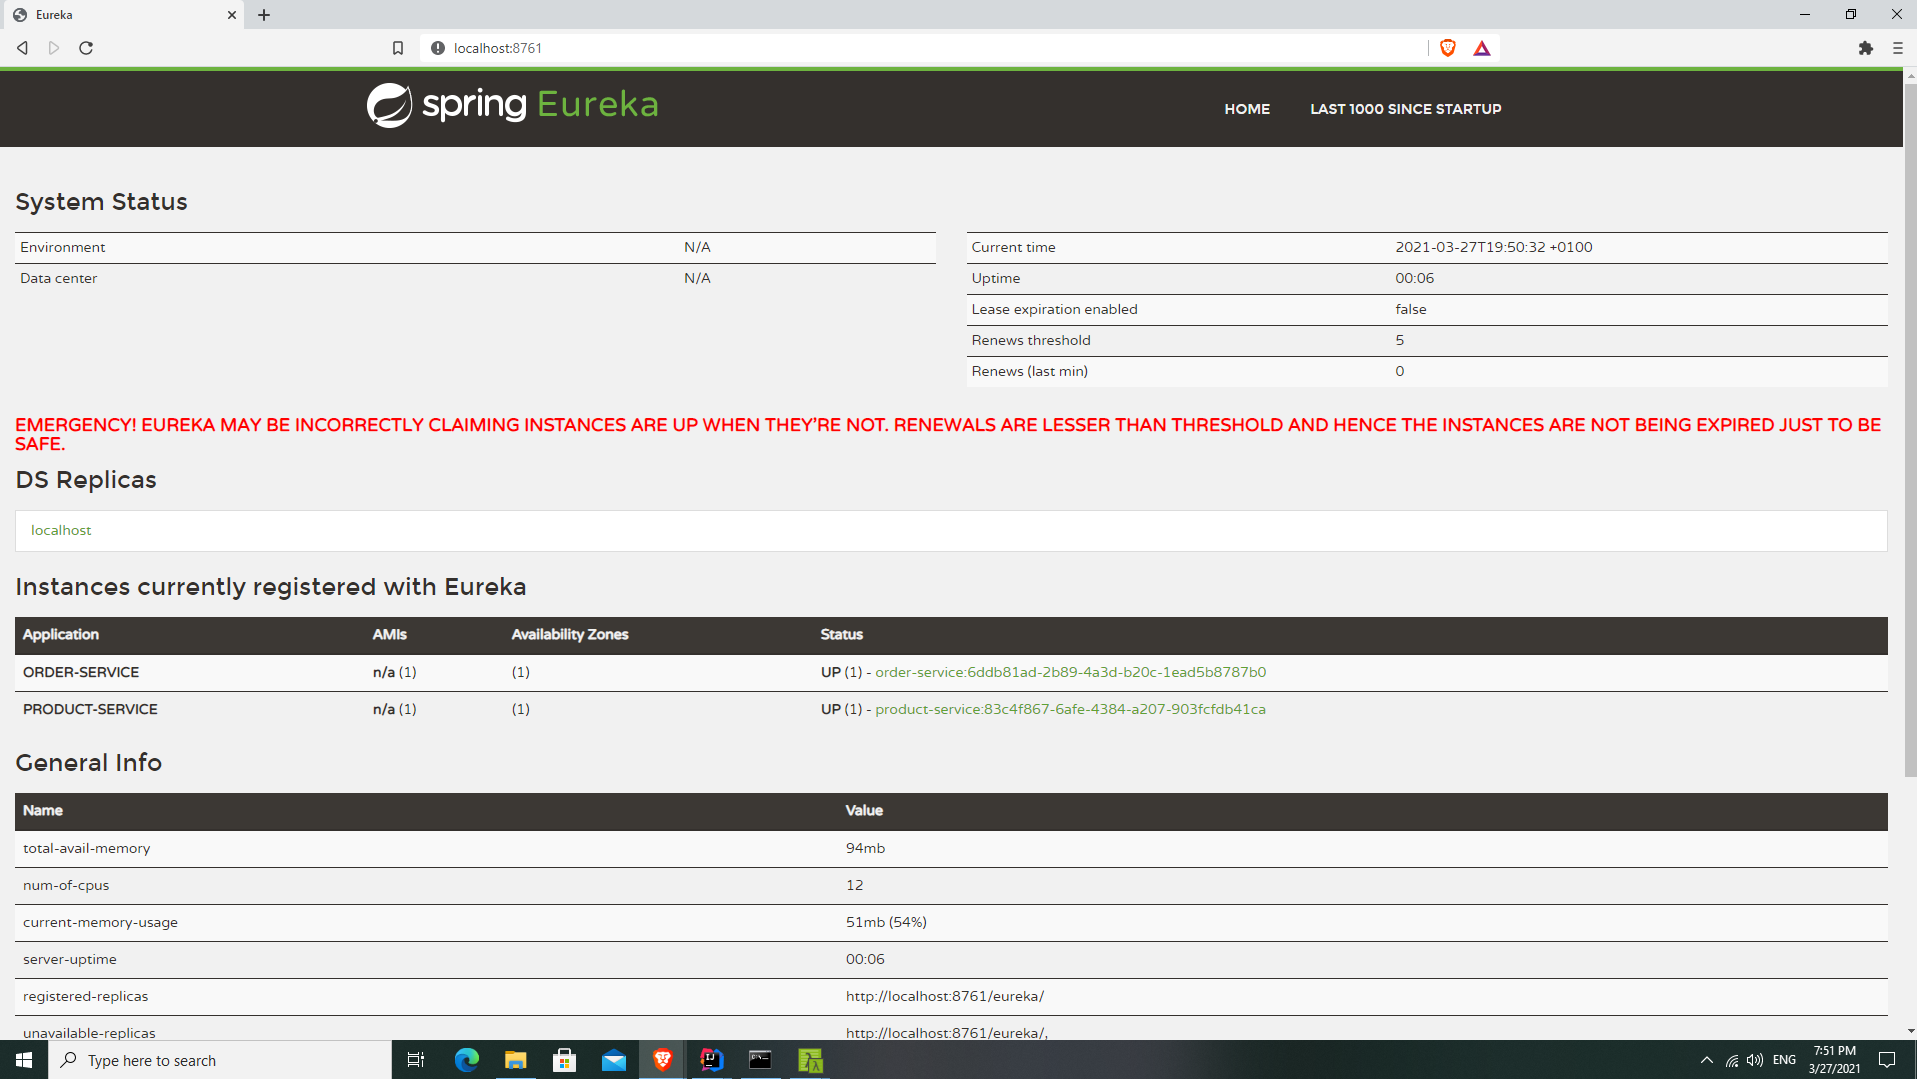 Eureka
localhost:8761
spring Eureka
HOME
LAST 1000 SINCE STARTUP
System Status
Environment N/A
Data center N/A
Current time 2021-03-27T19:50:32 +0100
Uptime 00:06
Lease expiration enabled false
Renews threshold 5
Renews (last min) 0
EMERGENCY! EUREKA MAY BE INCORRECTLY CLAIMING INSTANCES ARE UP WHEN THEY'RE NOT. RENEWALS ARE LESSER THAN THRESHOLD AND HENCE THE INSTANCES ARE NOT BEING EXPIRED JUST TO BE
SAFE.
DS Replicas
localhost
Instances currently registered with Eureka
Application AMIs Availability Zones Status
ORDER-SERVICE n/a (1) (1) UP (1) - order-service:6ddb81ad-2b89-4a3d-b20c-1ead5b8787b0
PRODUCT-SERVICE n/a (1) (1) UP (1) - product-service:83c4f867-6afe-4384-a207-903fcfdb41ca
General Info
Name Value
total-avail-memory 94mb
num-of-cpus 12
current-memory-usage 51mb (54%)
server-uptime 00:06
registered-replicas http://localhost:8761/eureka/
unavailable-replicas http://localhost:8761/eureka/,
Type here to search
ENG
7:51 PM
3/27/2021